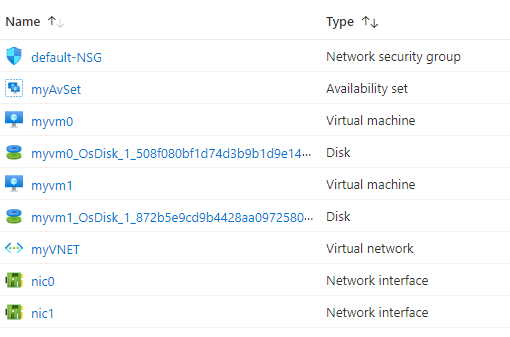 Name ↑↓ Type ↑↓
default-NSG Network security group
myAvSet Availability set
myvm0 Virtual machine
myvm0_OsDisk_1_508f080bf1d74d3b9b1d9e14··· Disk
myvm1 Virtual machine
myvm1_OsDisk_1_872b5e9cd9b4428aa0972580··· Disk
myVNET Virtual network
nic0 Network interface
nic1 Network interface